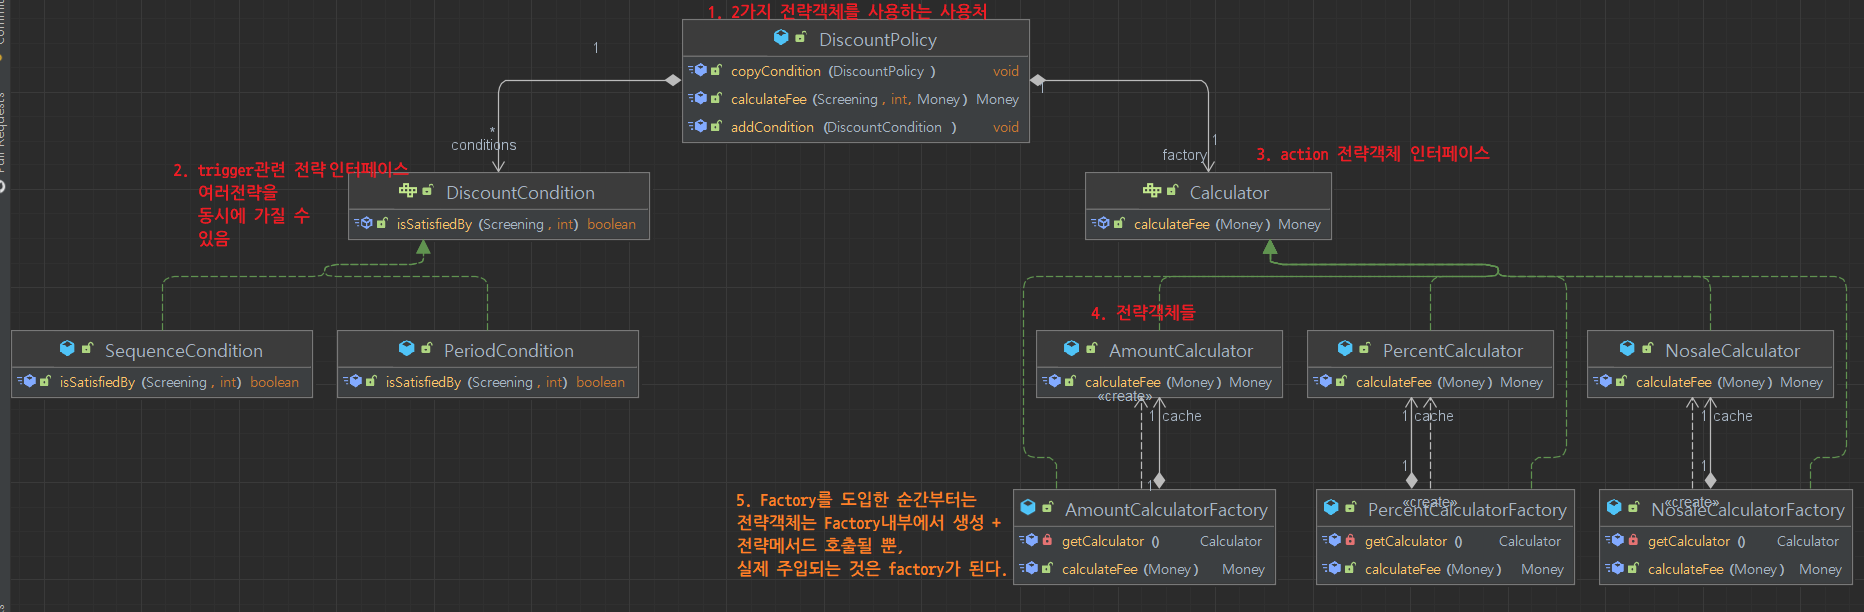 Commit
Pull Requests
1. 2가지 전략객체를 사용하는 사용처
DiscountPolicy
copyCondition (DiscountPolicy ) void
calculateFee (Screening , int, Money ) Money
addCondition (DiscountCondition ) void
1
1
*
conditions
1
factory
2. trigger관련 전략 인터페이스
여러전략을
동시에 가질 수
있음
3. action 전략객체 인터페이스
DiscountCondition
isSatisfiedBy (Screening , int) boolean
Calculator
calculateFee (Money ) Money
4. 전략객체들
SequenceCondition
isSatisfiedBy (Screening , int) boolean
PeriodCondition
isSatisfiedBy (Screening , int) boolean
AmountCalculator
calculateFee (Money ) Money
PercentCalculator
calculateFee (Money ) Money
NosaleCalculator
calculateFee (Money ) Money
«create»
1 cache
1 cache
1 cache
1
1
1
«create»
«create»
5. Factory를 도입한 순간부터는
전략객체는 Factory내부에서 생성 +
전략메서드 호출될 뿐,
실제 주입되는 것은 factory가 된다.
AmountCalculatorFactory
getCalculator () Calculator
calculateFee (Money ) Money
PercentCalculatorFactory
getCalculator () Calculator
calculateFee (Money ) Money
NosaleCalculatorFactory
getCalculator () Calculator
calculateFee (Money ) Money